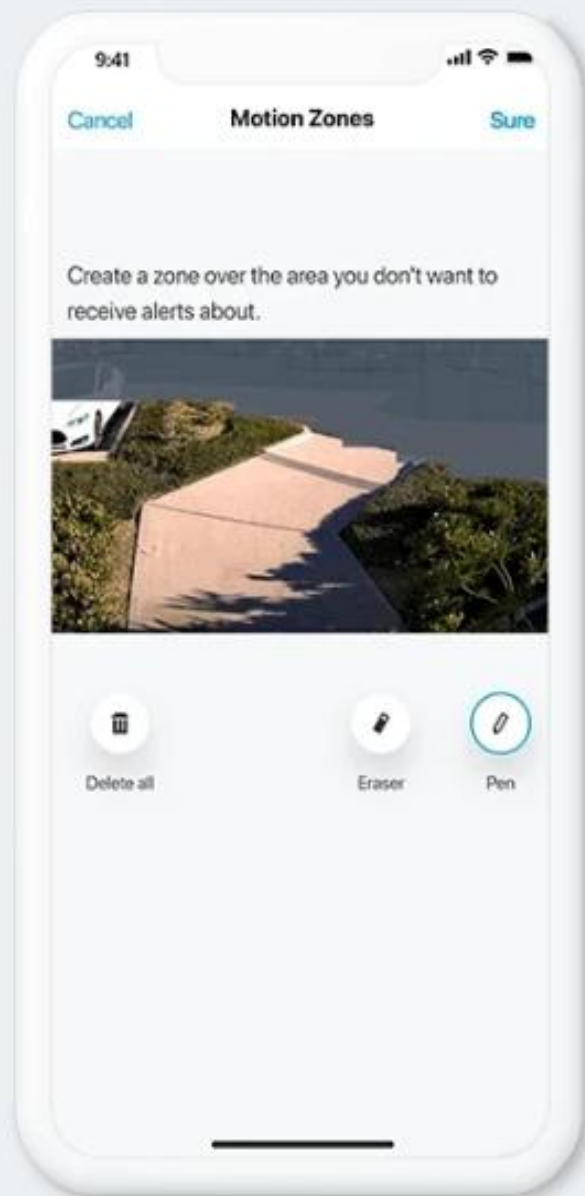 9:41
Cancel Motion Zones Sure
Create a zone over the area you don't want to
receive alerts about.
Delete all Eraser Pen